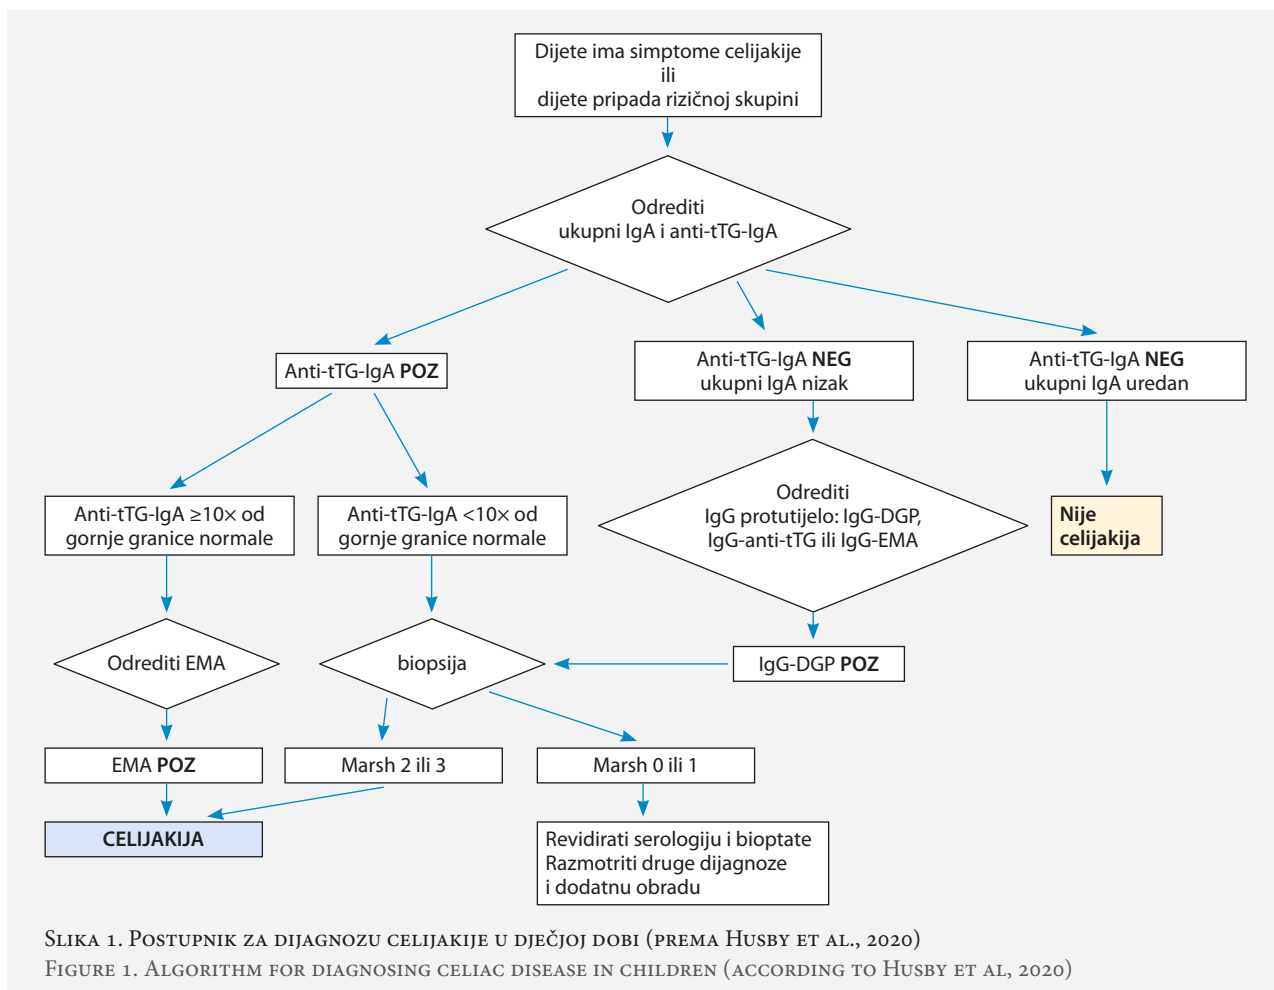 Dijete ima simptome celijakije
ili
dijete pripada rizičnoj skupini
Odrediti
ukupni IgA i anti-tTG-IgA
Anti-tTG-IgA POZ
Anti-tTG-IgA NEG
ukupni IgA nizak
Anti-tTG-IgA NEG
ukupni IgA uredan
Anti-tTG-IgA ≥10× od
gornje granice normale
Anti-tTG-IgA <10× od
gornje granice normale
Odrediti
IgG protutijelo: IgG-DGP,
IgG-anti-tTG ili IgG-EMA
Nije
celijakija
Odrediti EMA
biopsija
IgG-DGP POZ
EMA POZ
Marsh 2 ili 3
Marsh 0 ili 1
CELIJAKIJA
Revidirati serologiju i bioptate
Razmotriti druge dijagnoze
i dodatnu obradu
Slika 1. Postupnik za dijagnozu celijakije u dječjoj dobi (prema Husby et al., 2020)
Figure 1. Algorithm for diagnosing celiac disease in children (according to Husby et al, 2020)